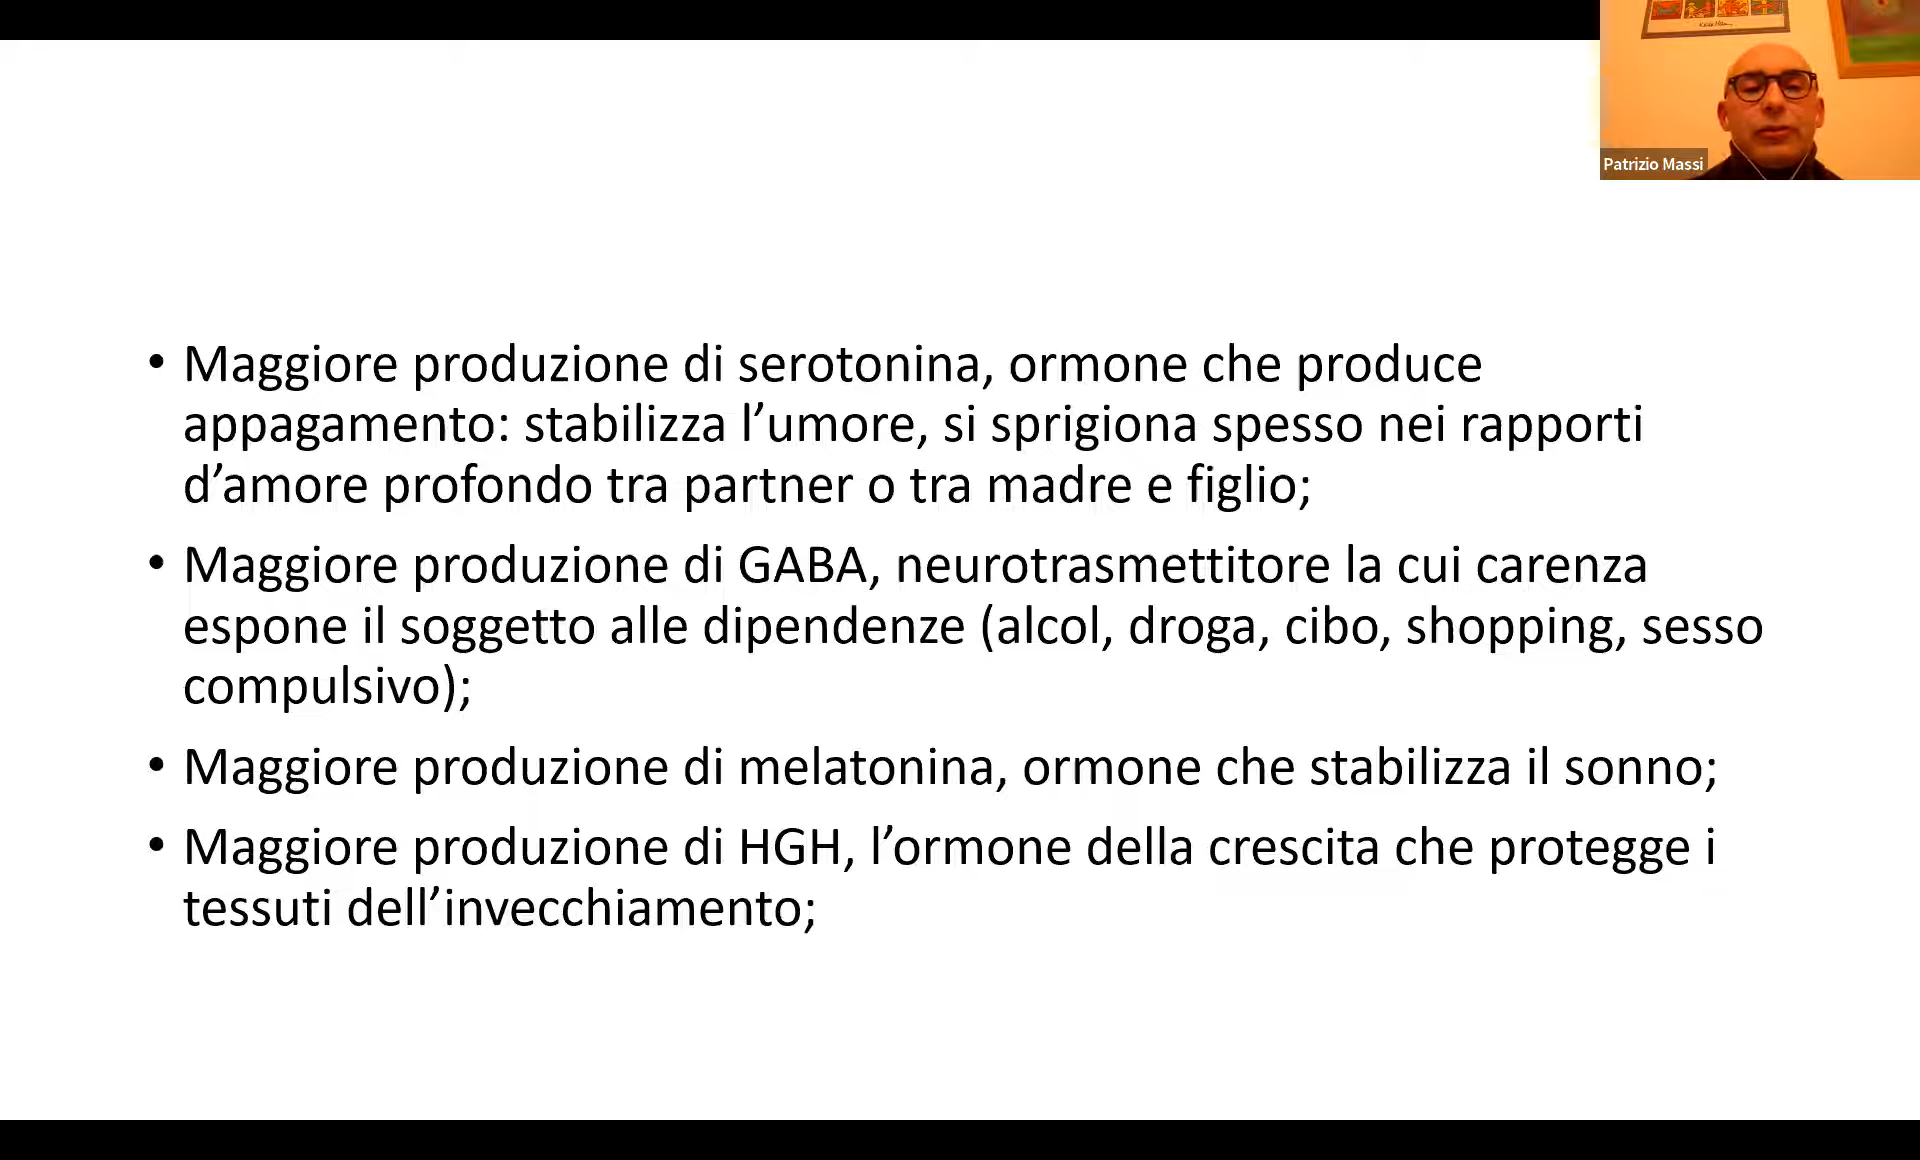 Patrizio Massi
• Maggiore produzione di serotonina, ormone che produce
appagamento: stabilizza l’umore, si sprigiona spesso nei rapporti
d’amore profondo tra partner o tra madre e figlio;
• Maggiore produzione di GABA, neurotrasmettitore la cui carenza
espone il soggetto alle dipendenze (alcol, droga, cibo, shopping, sesso
compulsivo);
• Maggiore produzione di melatonina, ormone che stabilizza il sonno;
• Maggiore produzione di HGH, l’ormone della crescita che protegge i
tessuti dell’invecchiamento;